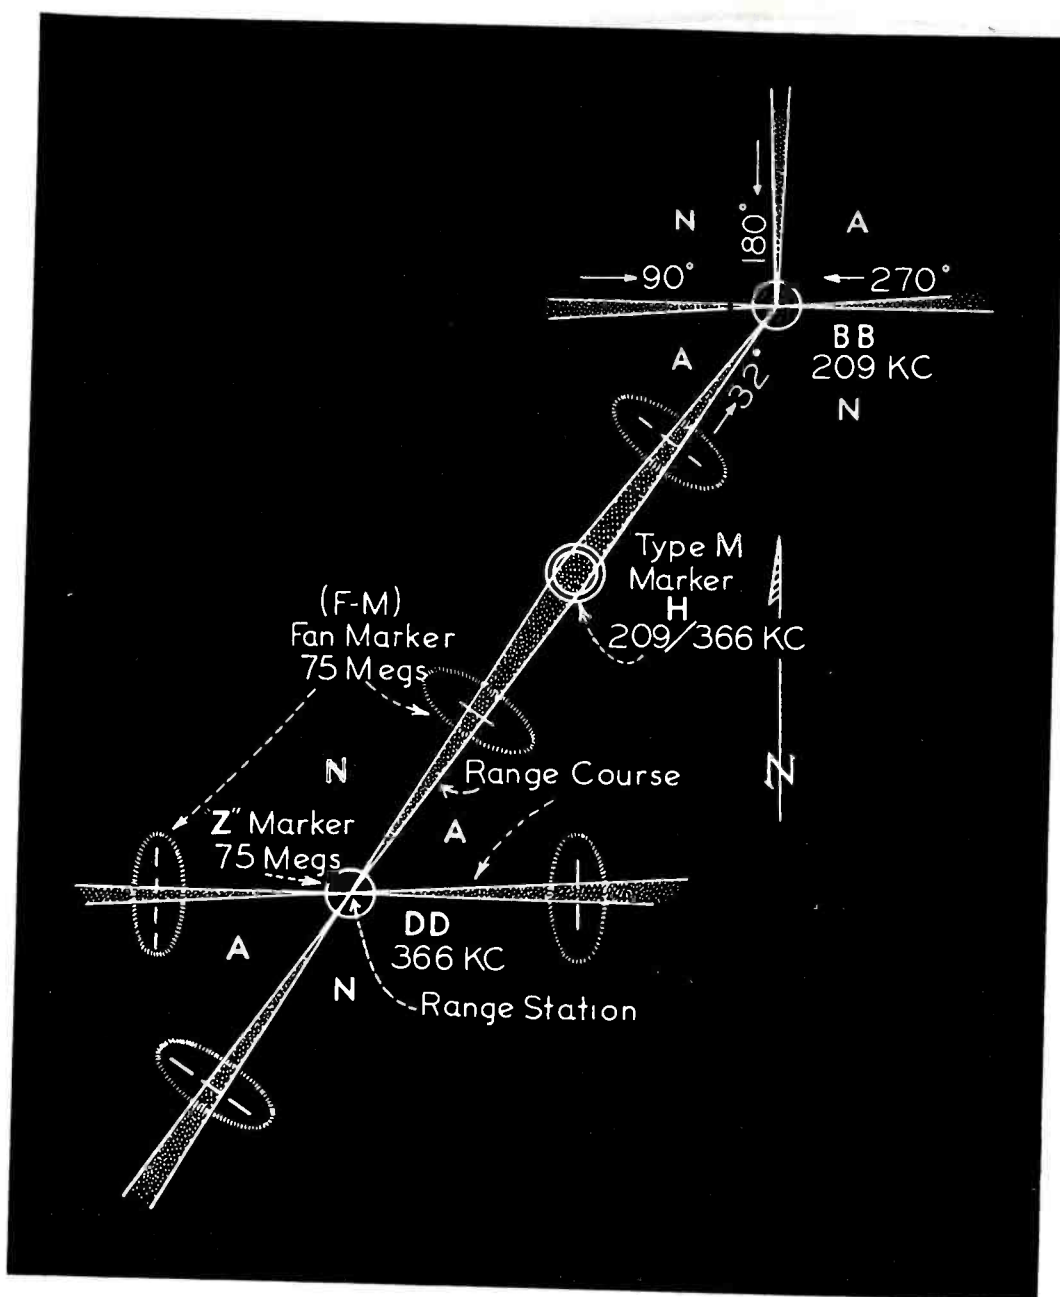 N
180°
A
90°
270°
BB
209 KC
A
32°
N
Type M
Marker
H
209/366 KC
(F-M)
Fan Marker
75 Megs
N
N
Range Course
"Z" Marker
75 Megs
A
DD
366 KC
A
N
Range Station